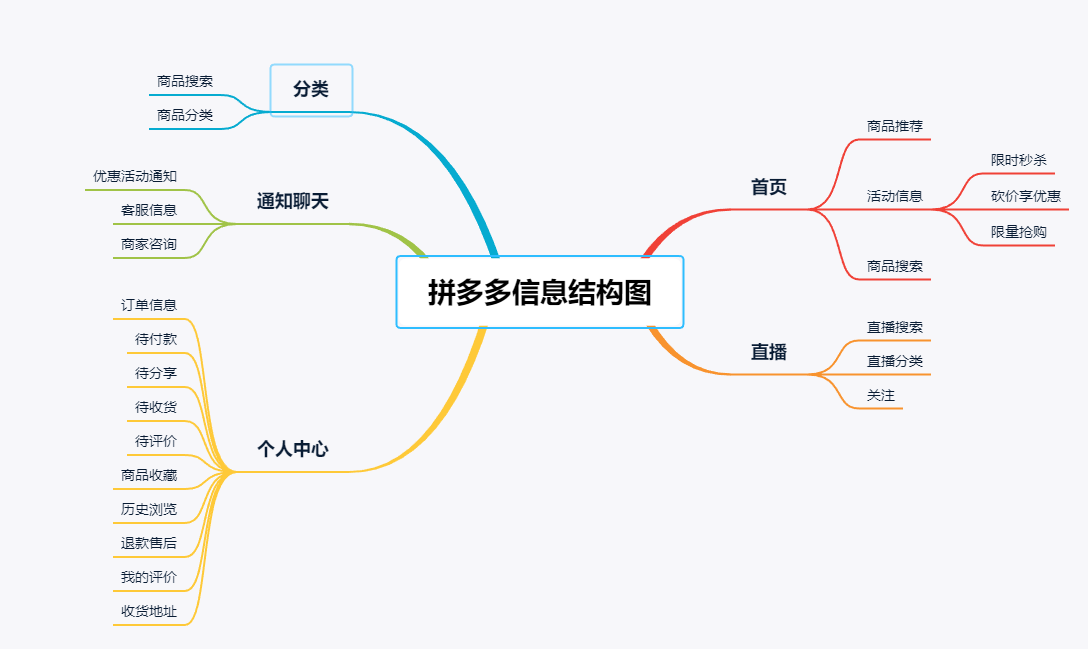 拼多多信息结构图
首页
商品推荐
活动信息
限时秒杀
砍价享优惠
限量抢购
商品搜索
直播
直播搜索
直播分类
关注
分类
商品搜索
商品分类
通知聊天
优惠活动通知
客服信息
商家咨询
个人中心
订单信息
待付款
待分享
待收货
待评价
商品收藏
历史浏览
退款售后
我的评价
收货地址